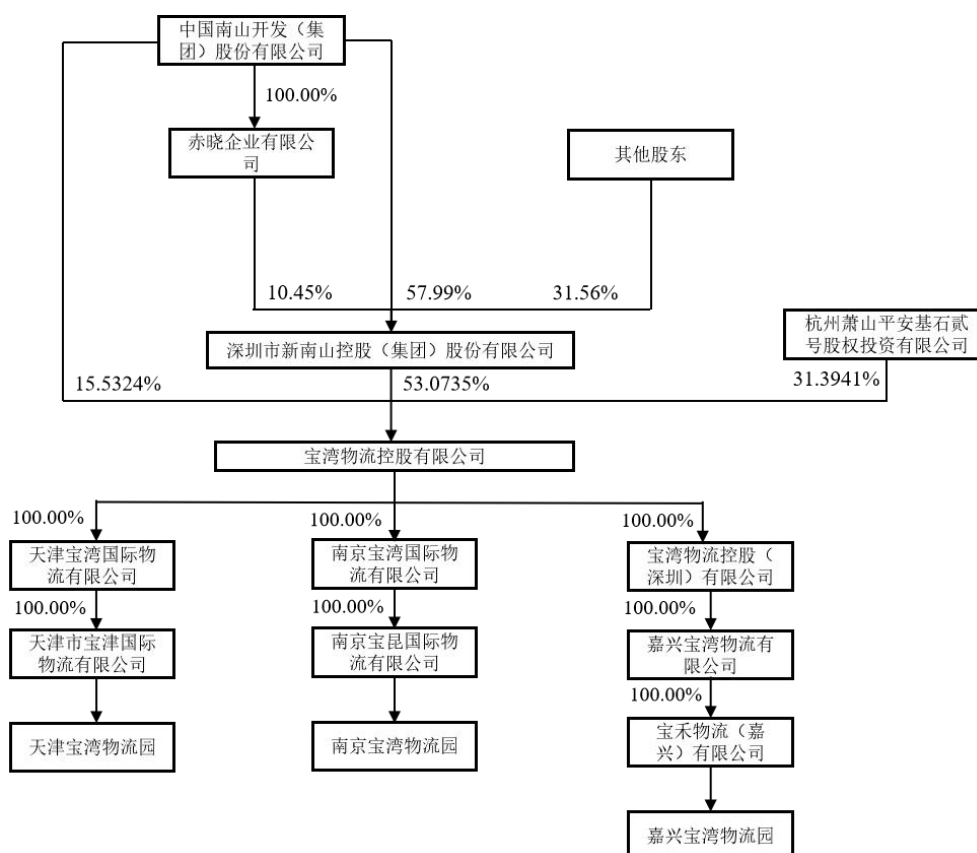 中国南山开发（集
团）股份有限公司
100.00%
赤晓企业有限公
司
其他股东
10.45%
57.99%
31.56%
杭州萧山平安基石贰
号股权投资有限公司
深圳市新南山控股（集团）股份有限公司
15.5324%
53.0735%
31.3941%
宝湾物流控股有限公司
100.00%
100.00%
100.00%
天津宝湾国际物
流有限公司
南京宝湾国际物
流有限公司
宝湾物流控股（
深圳）有限公司
100.00%
100.00%
100.00%
天津市宝津国际
物流有限公司
南京宝昆国际物
流有限公司
嘉兴宝湾物流有
限公司
100.00%
天津宝湾物流园
南京宝湾物流园
宝禾物流（嘉
兴）有限公司
嘉兴宝湾物流园